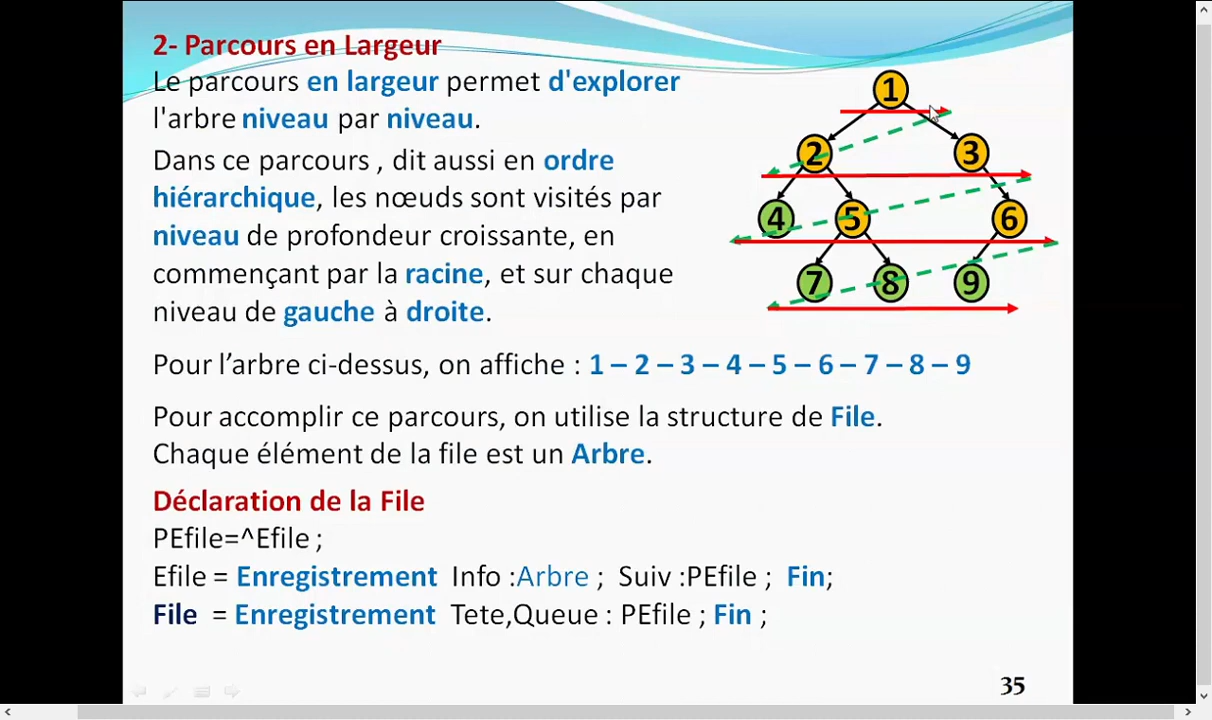 2- Parcours en Largeur
Le parcours en largeur permet d'explorer
l'arbre niveau par niveau.
Dans ce parcours , dit aussi en ordre
hiérarchique, les nœuds sont visités par
niveau de profondeur croissante, en
commençant par la racine, et sur chaque
niveau de gauche à droite.
1
2 3
4 5 6
7 8 9
Pour l’arbre ci-dessus, on affiche : 1 – 2 – 3 – 4 – 5 – 6 – 7 – 8 – 9
Pour accomplir ce parcours, on utilise la structure de File.
Chaque élément de la file est un Arbre.
Déclaration de la File
PEfile=^Efile ;
Efile = Enregistrement Info :Arbre ; Suiv :PEfile ; Fin;
File = Enregistrement Tete,Queue : PEfile ; Fin ;
35